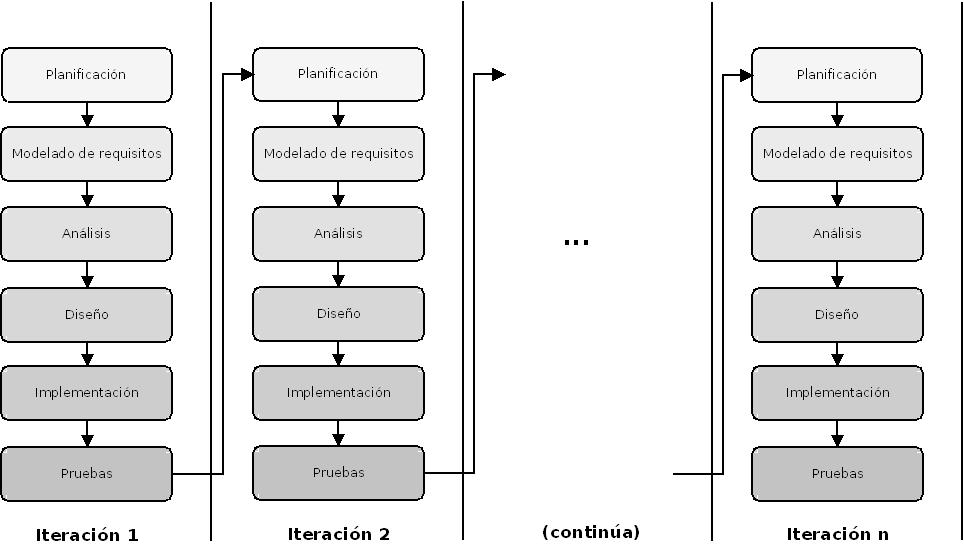 Planificación
Modelado de requisitos
Análisis
Diseño
Implementación
Pruebas
Iteración 1
Planificación
Modelado de requisitos
Análisis
Diseño
Implementación
Pruebas
Iteración 2
...
(continúa)
Planificación
Modelado de requisitos
Análisis
Diseño
Implementación
Pruebas
Iteración n